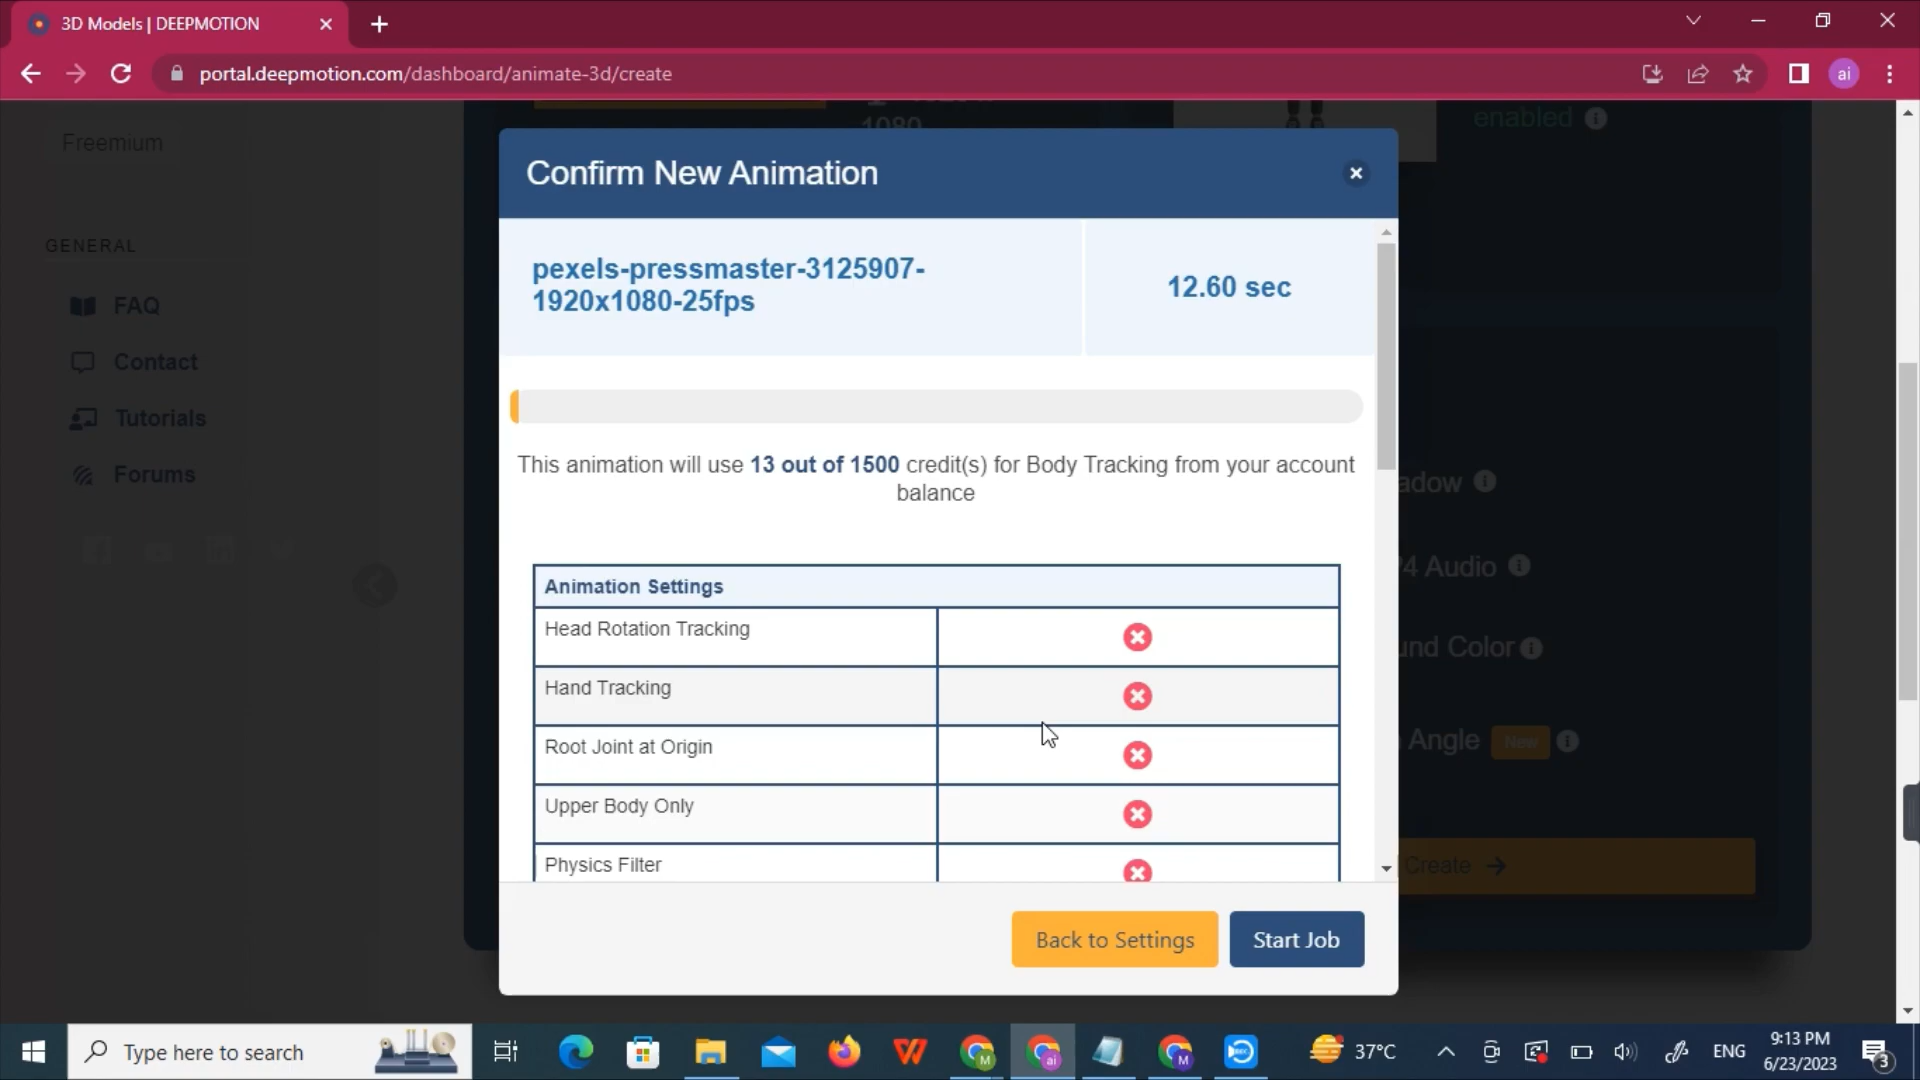 3D Models | DEEPMOTION
portal.deepmotion.com/dashboard/animate-3d/create
ai
Freemium
1080
enabled
Confirm New Animation
GENERAL
pexels-pressmaster-3125907-
1920x1080-25fps
12.60 sec
FAQ
Contact
Tutorials
Forums
This animation will use 13 out of 1500 credit(s) for Body Tracking from your account
balance
adow
Animation Settings
4 Audio
Head Rotation Tracking
und Color
Hand Tracking
Root Joint at Origin
Angle New
Upper Body Only
Physics Filter
Create
Back to Settings
Start Job
Type here to search
37°C
ENG
9:13 PM
6/23/2023
3